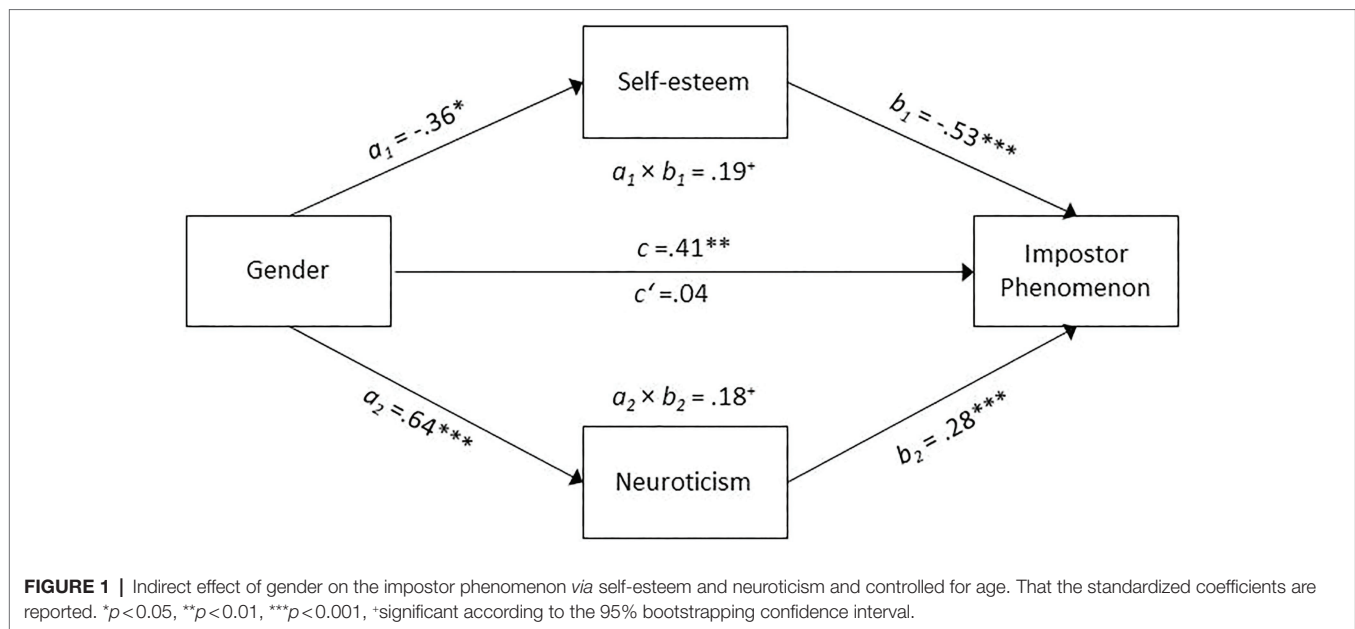 Self-esteem
a₁ = -.36*
b₁ = -.53***
a₁ × b₁ = .19⁺
Gender
c =.41**
c′ =.04
Impostor
Phenomenon
a₂ =.64***
a₂ × b₂ = .18⁺
b₂ = .28***
Neuroticism
FIGURE 1 | Indirect effect of gender on the impostor phenomenon via self-esteem and neuroticism and controlled for age. That the standardized coefficients are
reported. *p<0.05, **p<0.01, ***p<0.001, ⁺significant according to the 95% bootstrapping confidence interval.